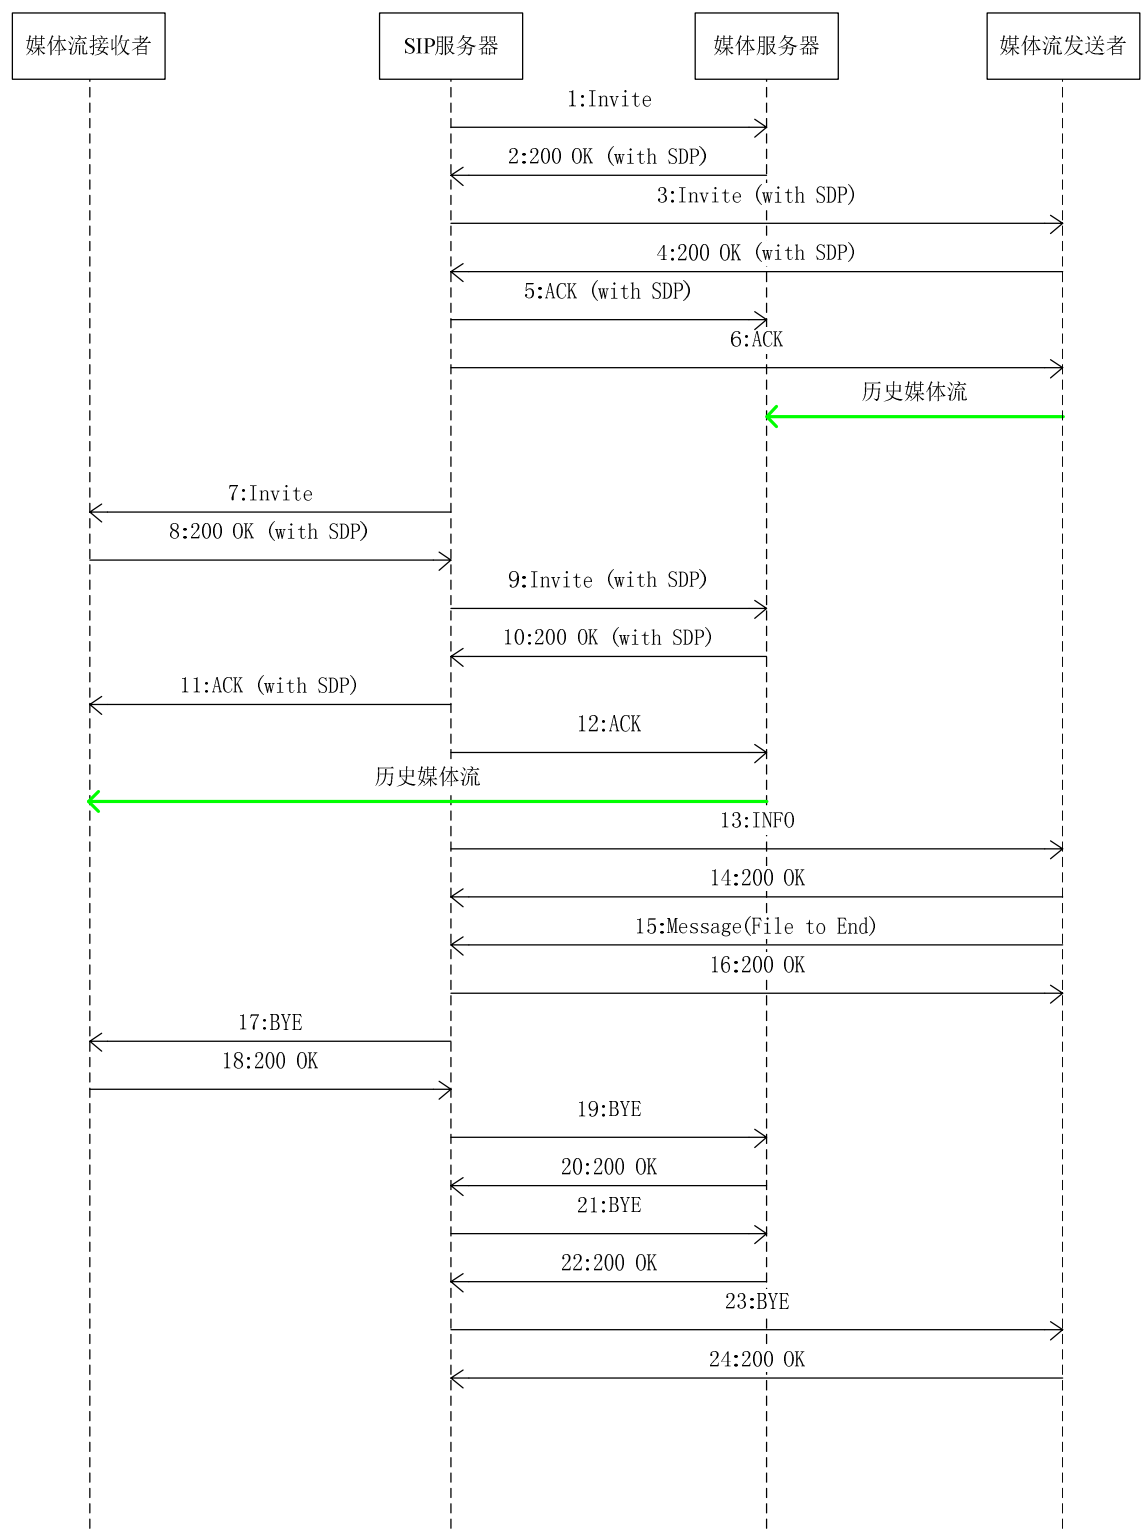 媒体流接收者
SIP服务器
媒体服务器
媒体流发送者
1:Invite
2:200 OK (with SDP)
3:Invite (with SDP)
4:200 OK (with SDP)
5:ACK (with SDP)
6:ACK
历史媒体流
7:Invite
8:200 OK (with SDP)
9:Invite (with SDP)
10:200 OK (with SDP)
11:ACK (with SDP)
12:ACK
历史媒体流
13:INFO
14:200 OK
15:Message(File to End)
16:200 OK
17:BYE
18:200 OK
19:BYE
20:200 OK
21:BYE
22:200 OK
23:BYE
24:200 OK